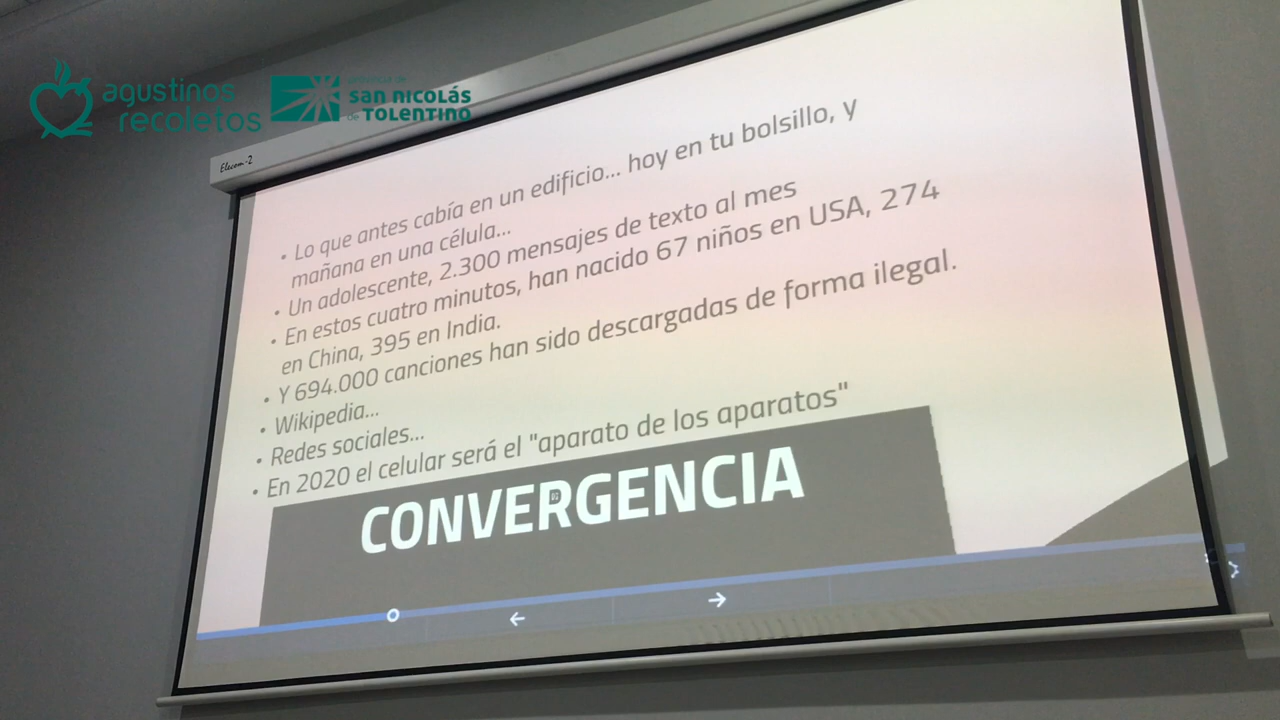 agustinos
recoletos
provincia de
SAN NICOLÁS
de TOLENTINO
Elecom-2
• Lo que antes cabía en un edificio... hoy en tu bolsillo, y
mañana en una célula...
• Un adolescente, 2.300 mensajes de texto al mes
• En estos cuatro minutos, han nacido 67 niños en USA, 274
en China, 395 en India.
• Y 694.000 canciones han sido descargadas de forma ilegal.
• Wikipedia...
• Redes sociales...
• En 2020 el celular será el "aparato de los aparatos"
CONVERGENCIA